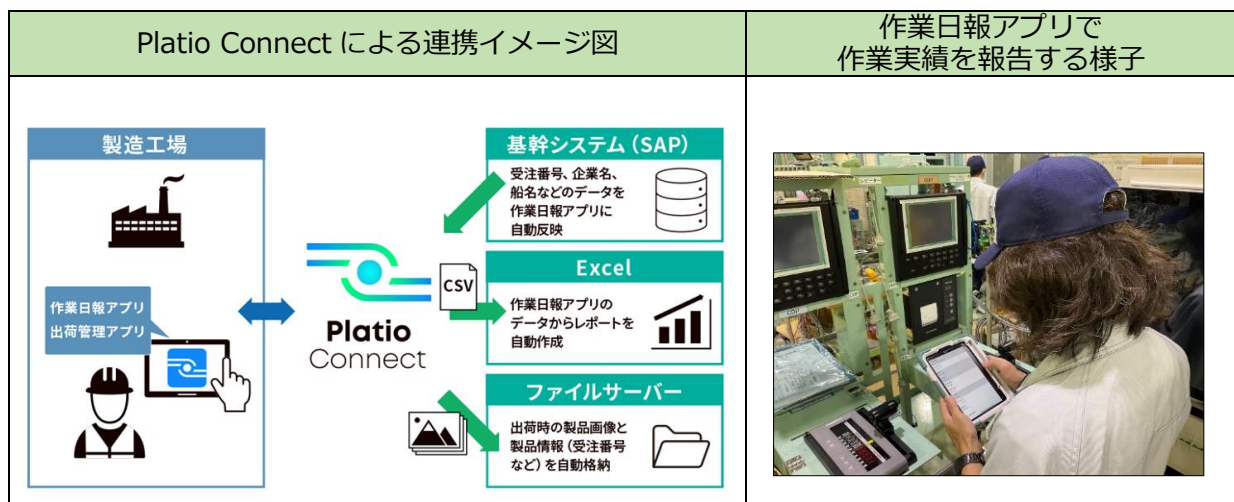 Platio Connect による連携イメージ図
作業日報アプリで
作業実績を報告する様子
製造工場
作業日報アプリ
出荷管理アプリ
Platio
Connect
CSV
基幹システム（SAP）
受注番号、企業名、
船名などのデータを
作業日報アプリに
自動反映
Excel
作業日報アプリの
データからレポートを
自動作成
ファイルサーバー
出荷時の製品画像と
製品情報（受注番号
など）を自動格納